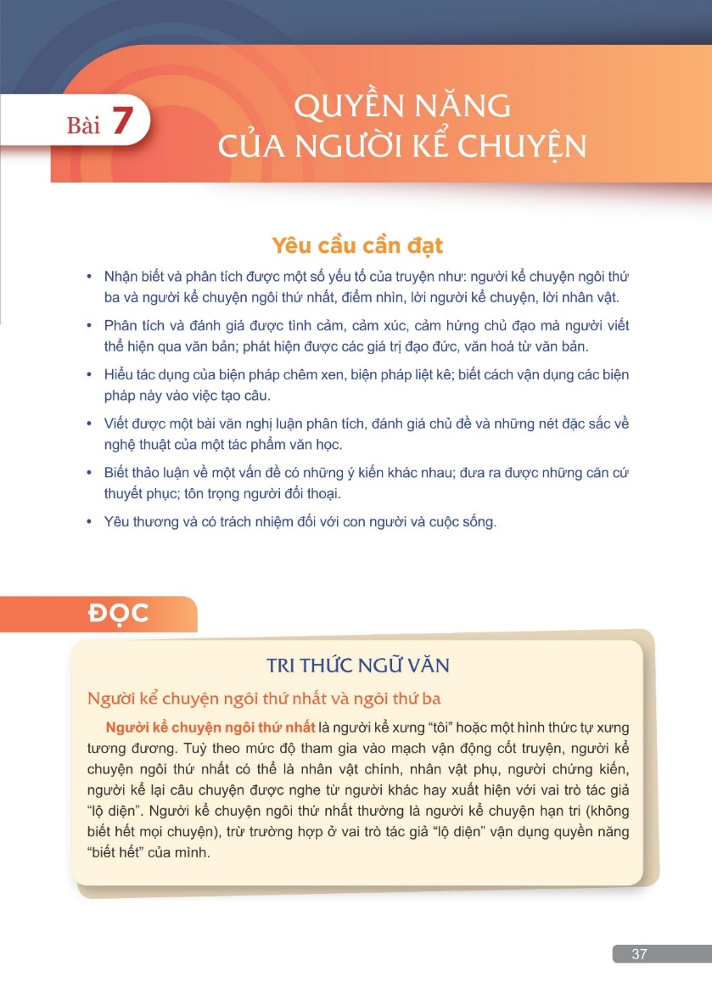 Bài 7
QUYỀN NĂNG
CỦA NGƯỜI KỂ CHUYỆN
Yêu cầu cần đạt
• Nhận biết và phân tích được một số yếu tố của truyện như: người kể chuyện ngôi thứ
ba và người kể chuyện ngôi thứ nhất, điểm nhìn, lời người kể chuyện, lời nhân vật.
• Phân tích và đánh giá được tình cảm, cảm xúc, cảm hứng chủ đạo mà người viết
thể hiện qua văn bản; phát hiện được các giá trị đạo đức, văn hoá từ văn bản.
• Hiểu tác dụng của biện pháp chêm xen, biện pháp liệt kê; biết cách vận dụng các biện
pháp này vào việc tạo câu.
• Viết được một bài văn nghị luận phân tích, đánh giá chủ đề và những nét đặc sắc về
nghệ thuật của một tác phẩm văn học.
• Biết thảo luận về một vấn đề có những ý kiến khác nhau; đưa ra được những căn cứ
thuyết phục; tôn trọng người đối thoại.
• Yêu thương và có trách nhiệm đối với con người và cuộc sống.
ĐỌC
TRI THỨC NGỮ VĂN
Người kể chuyện ngôi thứ nhất và ngôi thứ ba
Người kể chuyện ngôi thứ nhất là người kể xưng “tôi” hoặc một hình thức tự xưng
tương đương. Tuỳ theo mức độ tham gia vào mạch vận động cốt truyện, người kể
chuyện ngôi thứ nhất có thể là nhân vật chính, nhân vật phụ, người chứng kiến,
người kể lại câu chuyện được nghe từ người khác hay xuất hiện với vai trò tác giả
“lộ diện”. Người kể chuyện ngôi thứ nhất thường là người kể chuyện hạn tri (không
biết hết mọi chuyện), trừ trường hợp ở vai trò tác giả “lộ diện” vận dụng quyền năng
“biết hết” của mình.
37